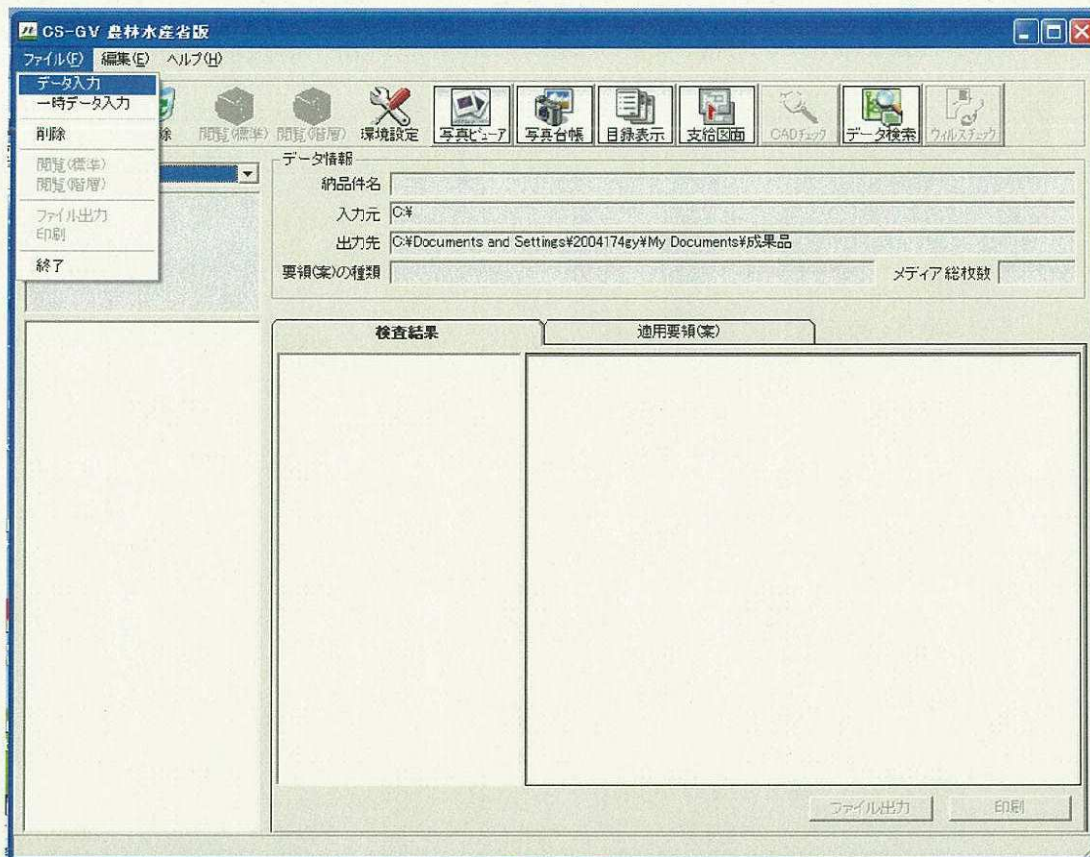 CS-GV 農林水産省版
ファイル(F) 編集(E) ヘルプ(H)
データ入力
一時データ入力
削除
閲覧(標準)
閲覧(階層)
ファイル出力
印刷
終了
除 閲覧(標準) 閲覧(階層) 環境設定 写真ビューア 写真台帳 目録表示 支給図面 CADチェック データ検索 ウィルスチェック
データ情報
納品件名
入力元 C:¥
出力先 C:¥Documents and Settings¥2004174gy¥My Documents¥成果品
要領(案)の種類 メディア総枚数
検査結果 適用要領(案)
ファイル出力 印刷